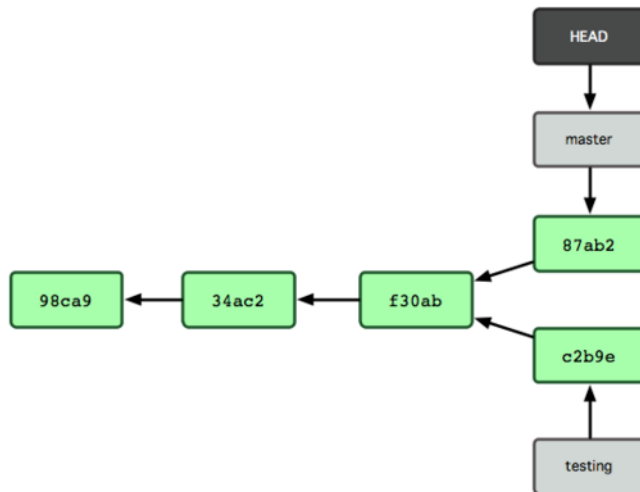 HEAD
master
87ab2
98ca9
34ac2
f30ab
c2b9e
testing